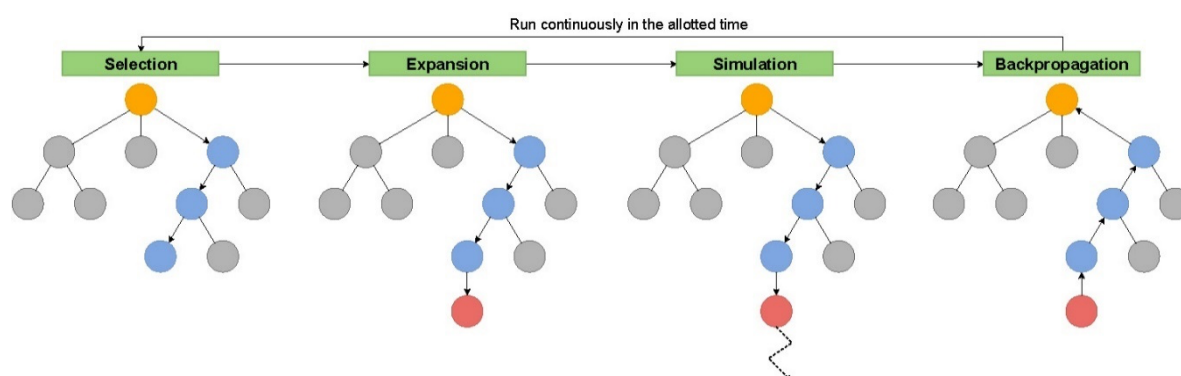 Run continuously in the allotted time
Selection
Expansion
Simulation
Backpropagation